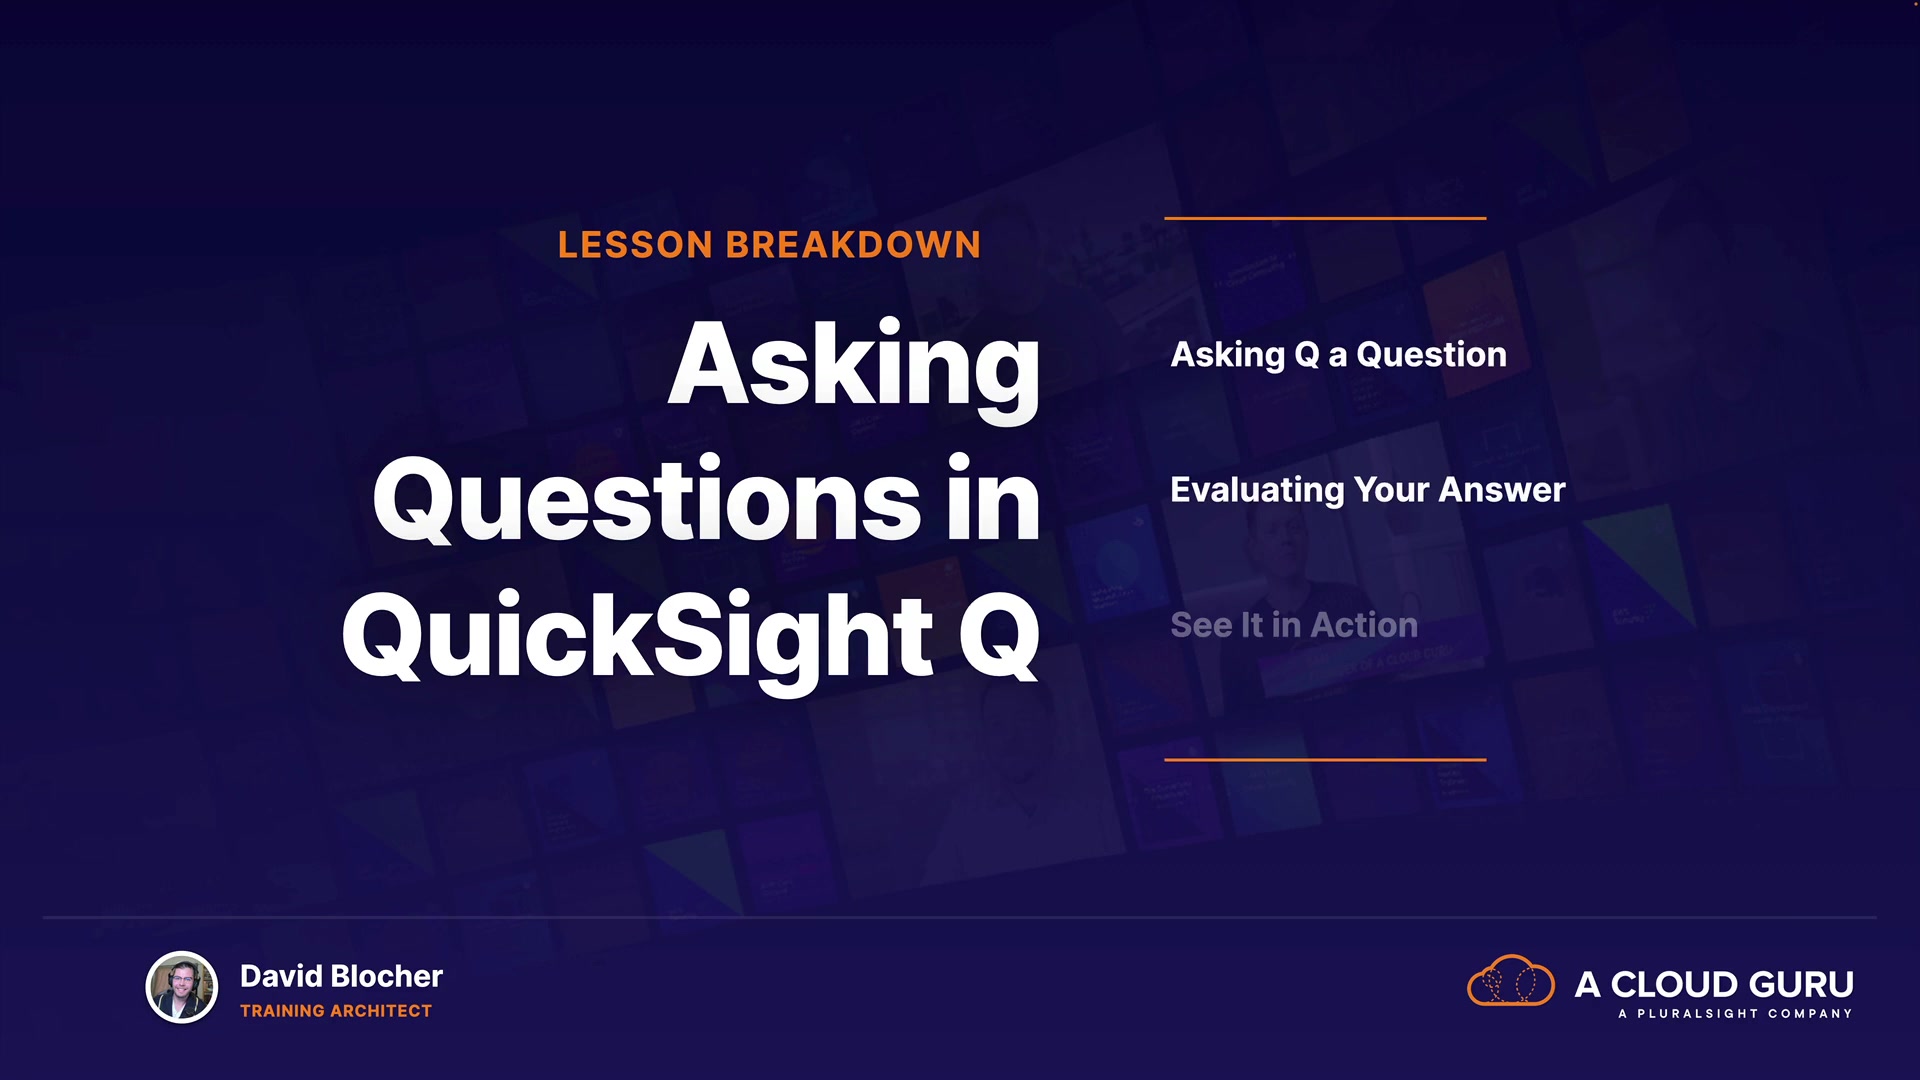 LESSON BREAKDOWN
Asking
Questions in
QuickSight Q
Asking Q a Question
Evaluating Your Answer
See It in Action
David Blocher
TRAINING ARCHITECT
A CLOUD GURU
A PLURALSIGHT COMPANY